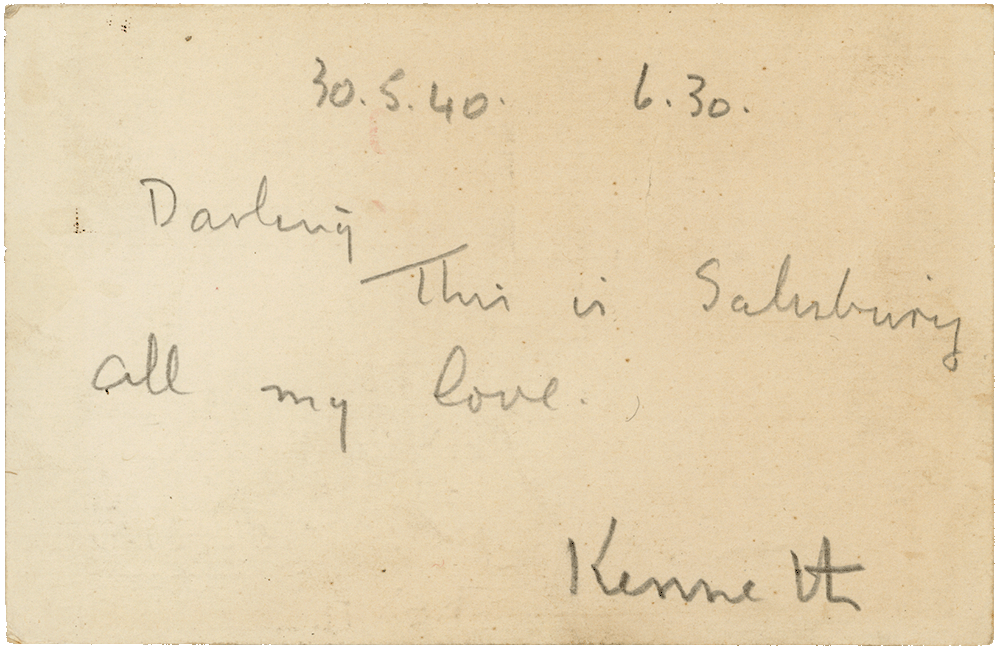 30.5.40. 6.30.
Darling
This is Salisbury
all my love.
Kenneth